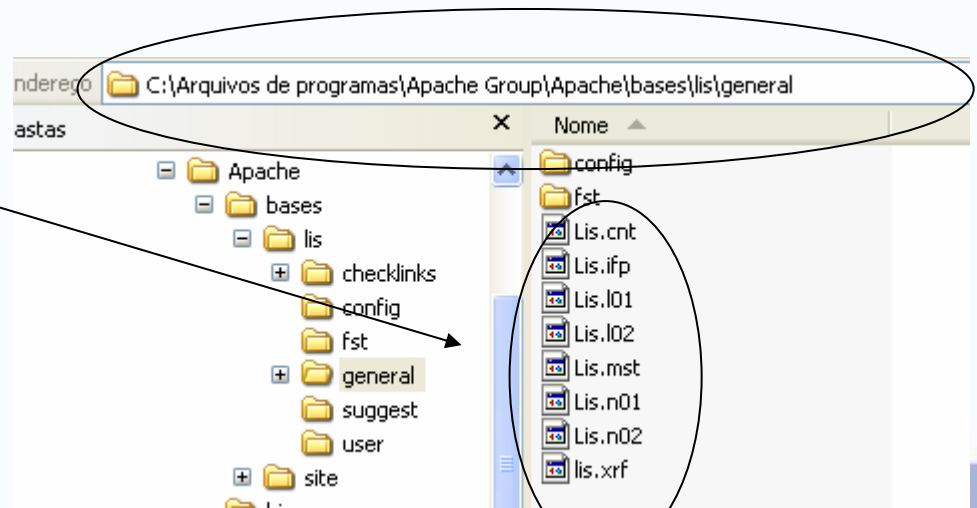 nderego C:\Arquivos de programas\Apache Group\Apache\bases\lis\general
astas
Nome
Apache
bases
lis
checklinks
config
fst
general
suggest
user
site
config
fst
Lis.cnt
Lis.ifp
Lis.l01
Lis.l02
Lis.mst
Lis.n01
Lis.n02
lis.xrf